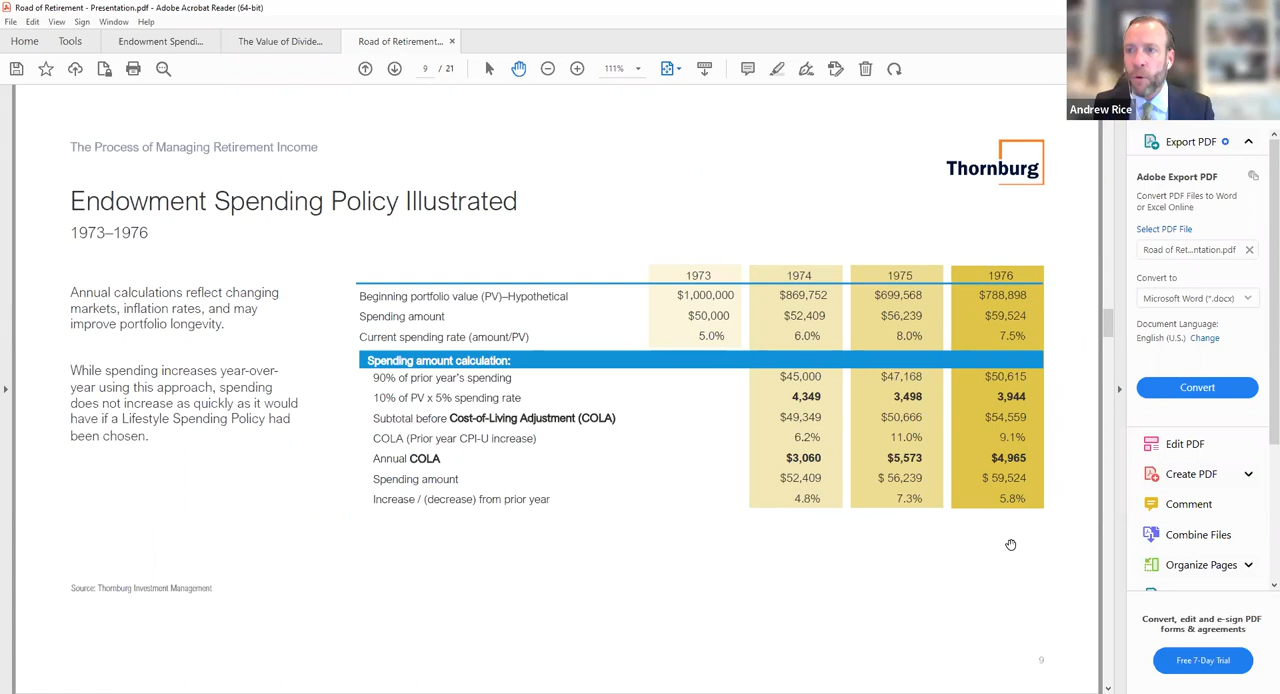 Road of Retirement - Presentation.pdf - Adobe Acrobat Reader (64-bit)
File Edit View Sign Window Help
Home Tools Endowment Spendi... The Value of Divide... Road of Retirement... ×
9 / 21 111%
Andrew Rice
The Process of Managing Retirement Income
Thornburg
Endowment Spending Policy Illustrated
1973–1976
Annual calculations reflect changing
markets, inflation rates, and may
improve portfolio longevity.
While spending increases year-over-
year using this approach, spending
does not increase as quickly as it would
have if a Lifestyle Spending Policy had
been chosen.
1973 1974 1975 1976
Beginning portfolio value (PV)–Hypothetical $1,000,000 $869,752 $699,568 $788,898
Spending amount $50,000 $52,409 $56,239 $59,524
Current spending rate (amount/PV) 5.0% 6.0% 8.0% 7.5%
Spending amount calculation:
90% of prior year's spending $45,000 $47,168 $50,615
10% of PV x 5% spending rate 4,349 3,498 3,944
Subtotal before Cost-of-Living Adjustment (COLA) $49,349 $50,666 $54,559
COLA (Prior year CPI-U increase) 6.2% 11.0% 9.1%
Annual COLA $3,060 $5,573 $4,965
Spending amount $52,409 $ 56,239 $ 59,524
Increase / (decrease) from prior year 4.8% 7.3% 5.8%
Source: Thornburg Investment Management
9
Export PDF
Adobe Export PDF
Convert PDF Files to Word
or Excel Online
Select PDF File
Road of Ret...ntation.pdf
Convert to
Microsoft Word (*.docx)
Document Language:
English (U.S.) Change
Convert
Edit PDF
Create PDF
Comment
Combine Files
Organize Pages
Convert, edit and e-sign PDF
forms & agreements
Free 7-Day Trial